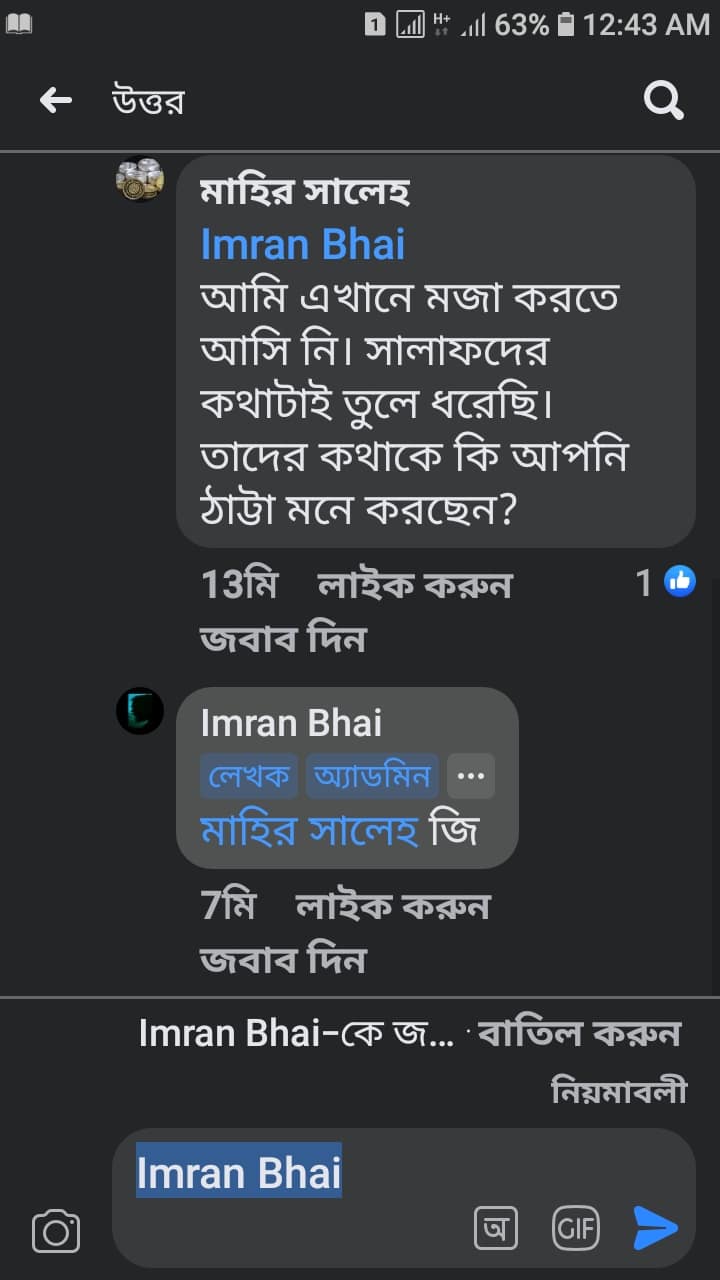 1 H+ 63% 12:43 AM
উত্তর
মাহির সালেহ
Imran Bhai
আমি এখানে মজা করতে
আসি নি। সালাফদের
কথাটাই তুলে ধরেছি।
তাদের কথাকে কি আপনি
ঠাট্টা মনে করছেন?
13মি লাইক করুন 1
জবাব দিন
Imran Bhai
লেখক অ্যাডমিন ...
মাহির সালেহ জি
7মি লাইক করুন
জবাব দিন
Imran Bhai-কে জ... · বাতিল করুন
নিয়মাবলী
Imran Bhai
অ GIF